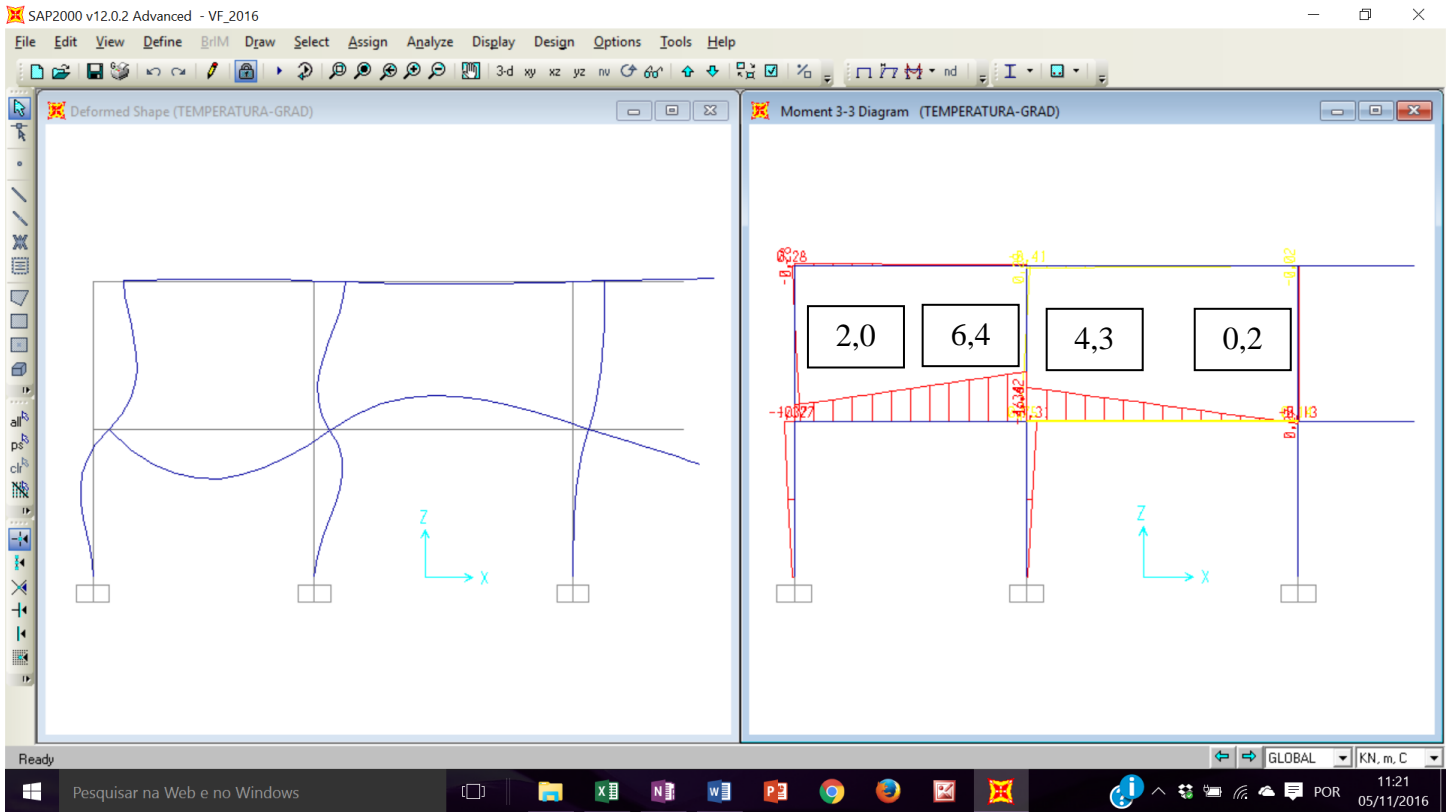 SAP2000 v12.0.2 Advanced - VF_2016
File Edit View Define BrIM Draw Select Assign Analyze Display Design Options Tools Help
3-d xy xz yz nv nd
Deformed Shape (TEMPERATURA-GRAD)
Moment 3-3 Diagram (TEMPERATURA-GRAD)
all
ps
clr
2,0
6,4
4,3
0,2
Z
X
Z
X
Ready
GLOBAL
KN, m, C
Pesquisar na Web e no Windows
POR
11:21
05/11/2016